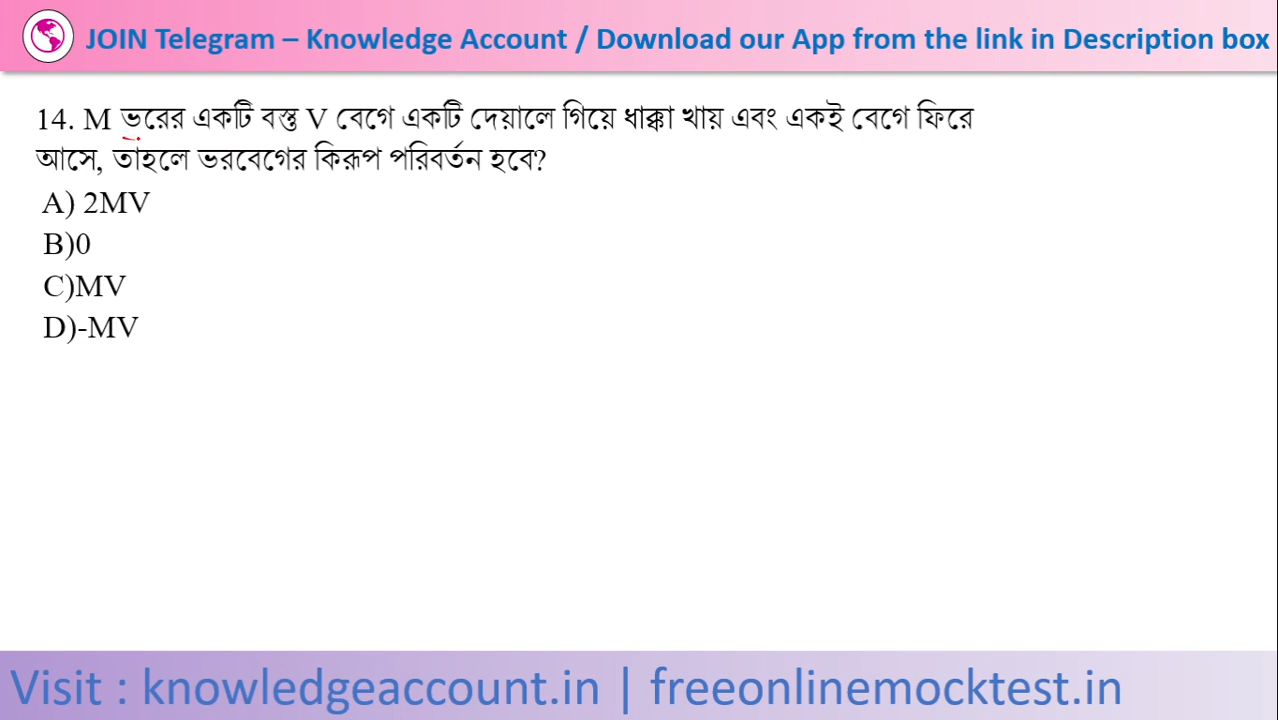 JOIN Telegram – Knowledge Account / Download our App from the link in Description box
14. M ভরের একটি বস্তু V বেগে একটি দেয়ালে গিয়ে ধাক্কা খায় এবং একই বেগে ফিরে
আসে, তাহলে ভরবেগের কিরূপ পরিবর্তন হবে?
A) 2MV
B)0
C)MV
D)-MV
Visit : knowledgeaccount.in | freeonlinemocktest.in